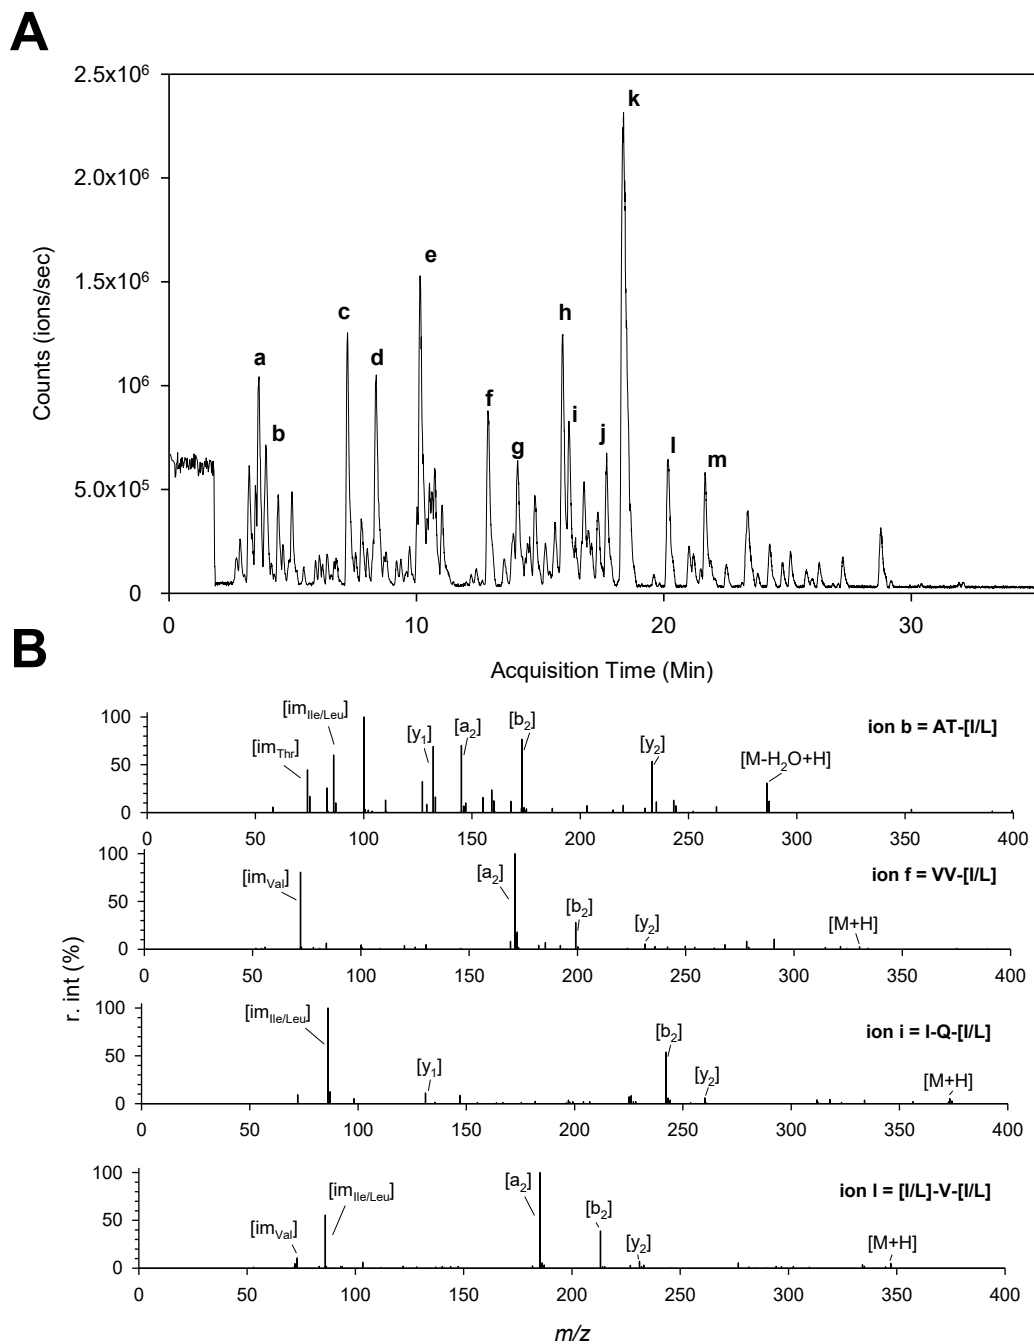 A
2.5x10⁶
2.0x10⁶
1.5x10⁶
10⁶
5.0x10⁵
0
Counts (ions/sec)
a
b
c
d
e
f
g
h
i
j
k
l
m
0 10 20 30
Acquisition Time (Min)
B
r. int (%)
100
50
0
[im_Thr]
[im_Ile/Leu]
[y₁]
[a₂]
[b₂]
[y₂]
[M-H₂O+H]
ion b = AT-[I/L]
0 50 100 150 200 250 300 350 400
100
50
0
[im_Val]
[a₂]
[b₂]
[y₂]
[M+H]
ion f = VV-[I/L]
0 50 100 150 200 250 300 350 400
100
50
0
[im_Ile/Leu]
[y₁]
[b₂]
[y₂]
[M+H]
ion i = I-Q-[I/L]
0 50 100 150 200 250 300 350 400
100
50
0
[im_Val]
[im_Ile/Leu]
[a₂]
[b₂]
[y₂]
[M+H]
ion l = [I/L]-V-[I/L]
0 50 100 150 200 250 300 350 400
m/z